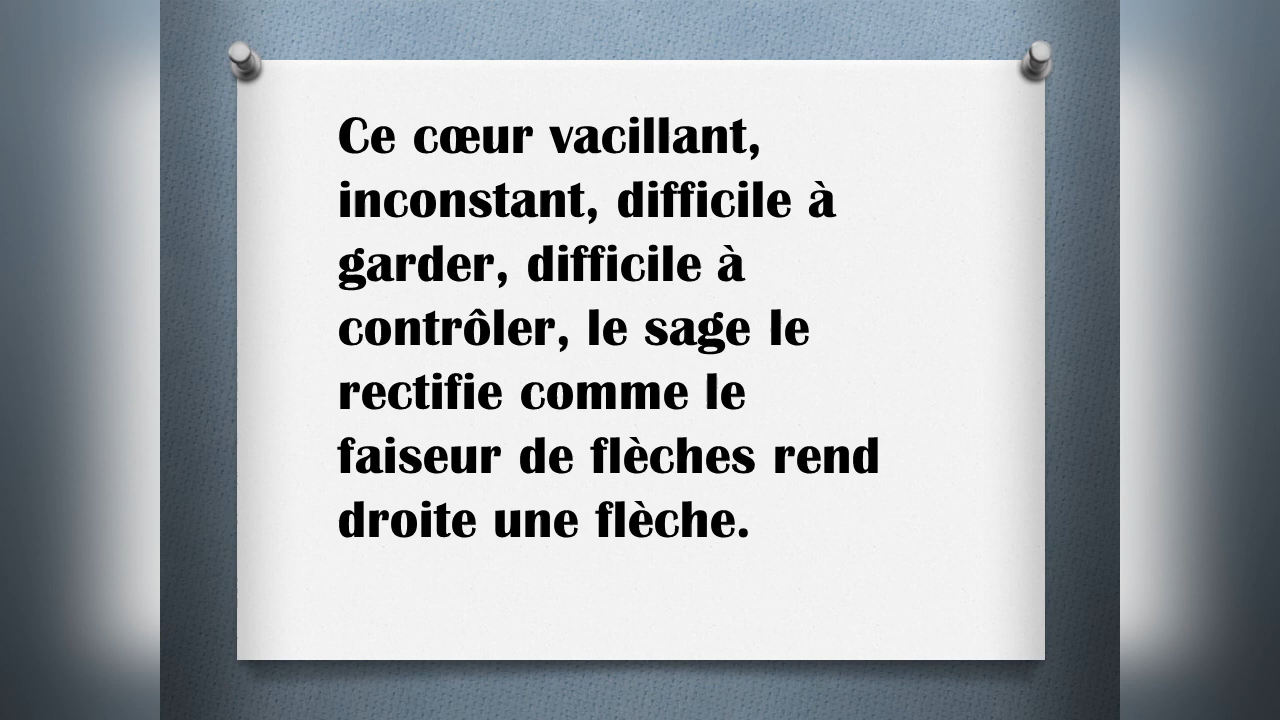 Ce cœur vacillant,
inconstant, difficile à
garder, difficile à
contrôler, le sage le
rectifie comme le
faiseur de flèches rend
droite une flèche.